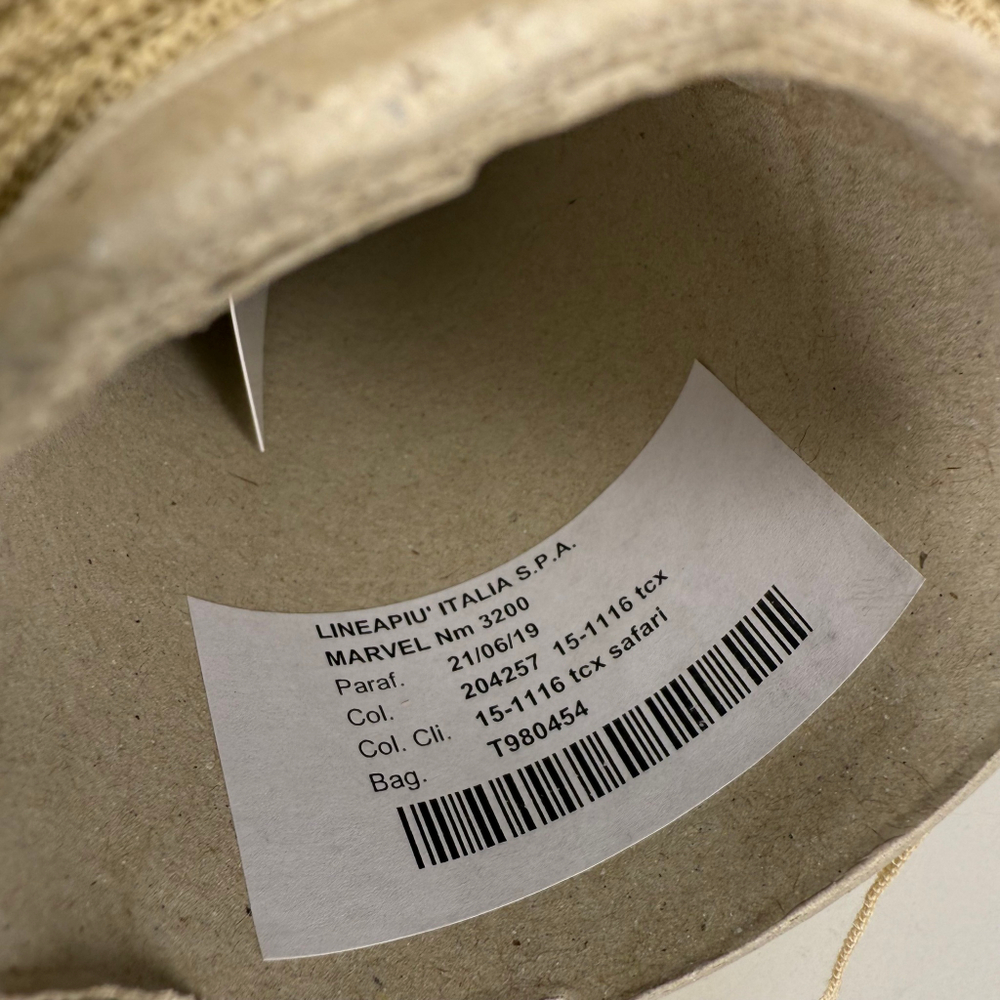 LINEAPIU' ITALIA S.P.A.
MARVEL Nm 3200
Paraf. 21/06/19
Col. 204257 15-1116 tcx
Col. Cli. 15-1116 tcx safari
Bag. T980454